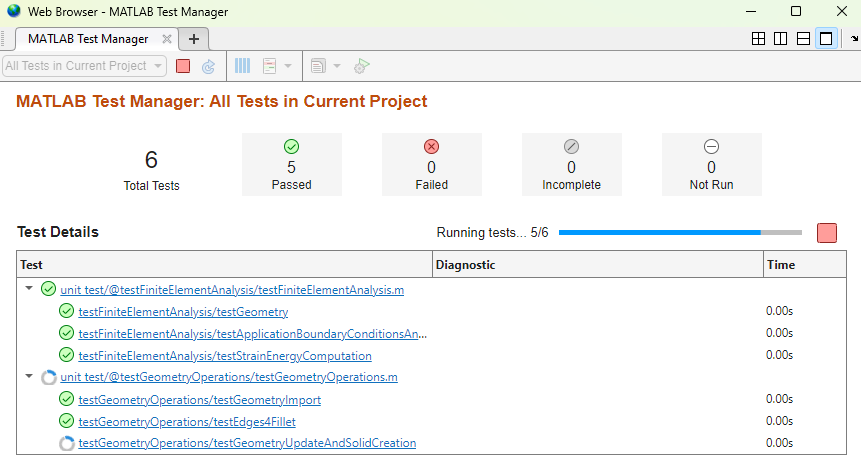 Web Browser - MATLAB Test Manager
MATLAB Test Manager
All Tests in Current Project
MATLAB Test Manager: All Tests in Current Project
6
Total Tests
5
Passed
0
Failed
0
Incomplete
0
Not Run
Test Details
Running tests... 5/6
Test Diagnostic Time
unit test/@testFiniteElementAnalysis/testFiniteElementAnalysis.m
testFiniteElementAnalysis/testGeometry 0.00s
testFiniteElementAnalysis/testApplicationBoundaryConditionsAn... 0.00s
testFiniteElementAnalysis/testStrainEnergyComputation 0.00s
unit test/@testGeometryOperations/testGeometryOperations.m
testGeometryOperations/testGeometryImport 0.00s
testGeometryOperations/testEdges4Fillet 0.00s
testGeometryOperations/testGeometryUpdateAndSolidCreation 0.00s